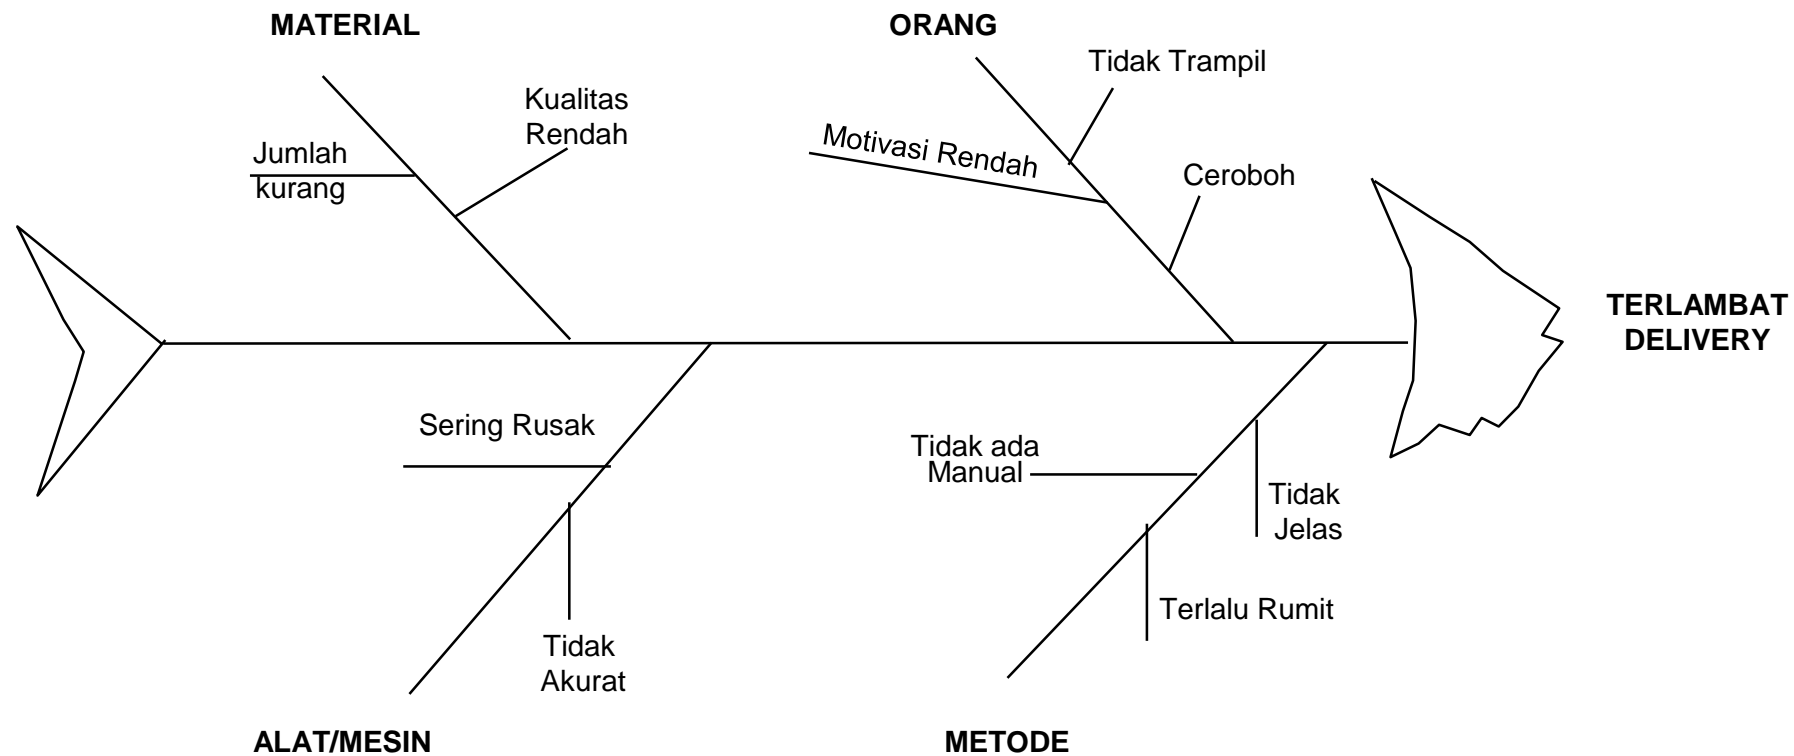 MATERIAL
ORANG
Tidak Trampil
Kualitas
Rendah
Jumlah
kurang
Motivasi Rendah
Ceroboh
TERLAMBAT
DELIVERY
Sering Rusak
Tidak ada
Manual
Tidak
Jelas
Terlalu Rumit
Tidak
Akurat
ALAT/MESIN
METODE